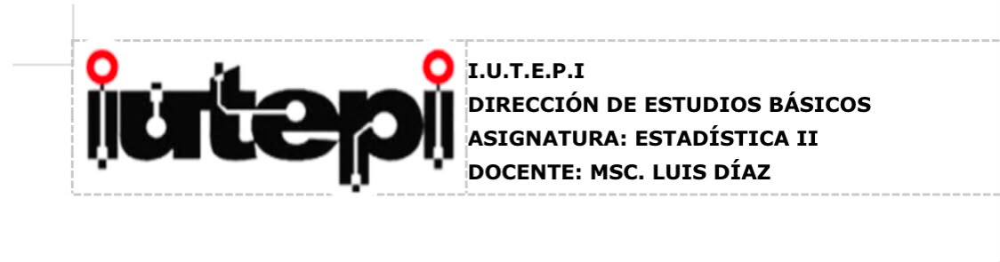 iutepi
I.U.T.E.P.I
DIRECCIÓN DE ESTUDIOS BÁSICOS
ASIGNATURA: ESTADÍSTICA II
DOCENTE: MSC. LUIS DÍAZ